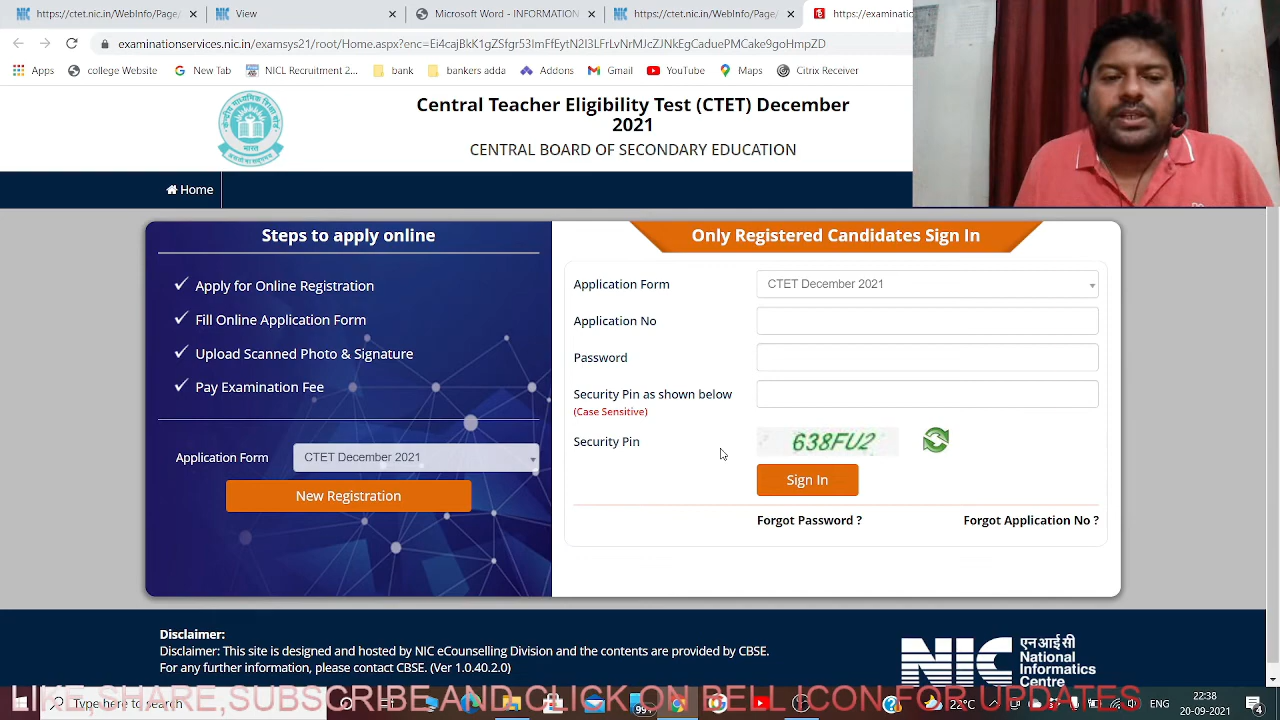 https://ctet.nic.in/WebInfo/Page/
View
Microsoft Word - INFORMATION
https://ctet.nic.in/WebInfo/Page/
https://examination
examinationservices.nic.in/examsys21/root/Home.aspx?enc=Ei4cajBkK1gZSfgr53ImFfEytN2I3LFrLvNrMJcZJNkEgCaduePMCake9goHmpZD
Apps
college Website
New Tab
NICL Recruitment 2...
bank
bankers adda
Addons
Gmail
YouTube
Maps
Citrix Receiver
Central Teacher Eligibility Test (CTET) December
2021
CENTRAL BOARD OF SECONDARY EDUCATION
भारत
Home
Steps to apply online
Apply for Online Registration
Fill Online Application Form
Upload Scanned Photo & Signature
Pay Examination Fee
Application Form
CTET December 2021
New Registration
Only Registered Candidates Sign In
Application Form
CTET December 2021
Application No
Password
Security Pin as shown below
(Case Sensitive)
Security Pin
638FU2
Sign In
Forgot Password ?
Forgot Application No ?
Disclaimer:
Disclaimer: This site is designed and hosted by NIC eCounselling Division and the contents are provided by CBSE.
For any further information, please contact CBSE. (Ver 1.0.40.2.0)
NIC
एनआईसी
National
Informatics
Centre
LIKE,SHARE,SUBSCRIBE AND CLICK ON BELL ICON FOR UPDATES
Type here to search
99+
22°C
ENG
22:38
20-09-2021